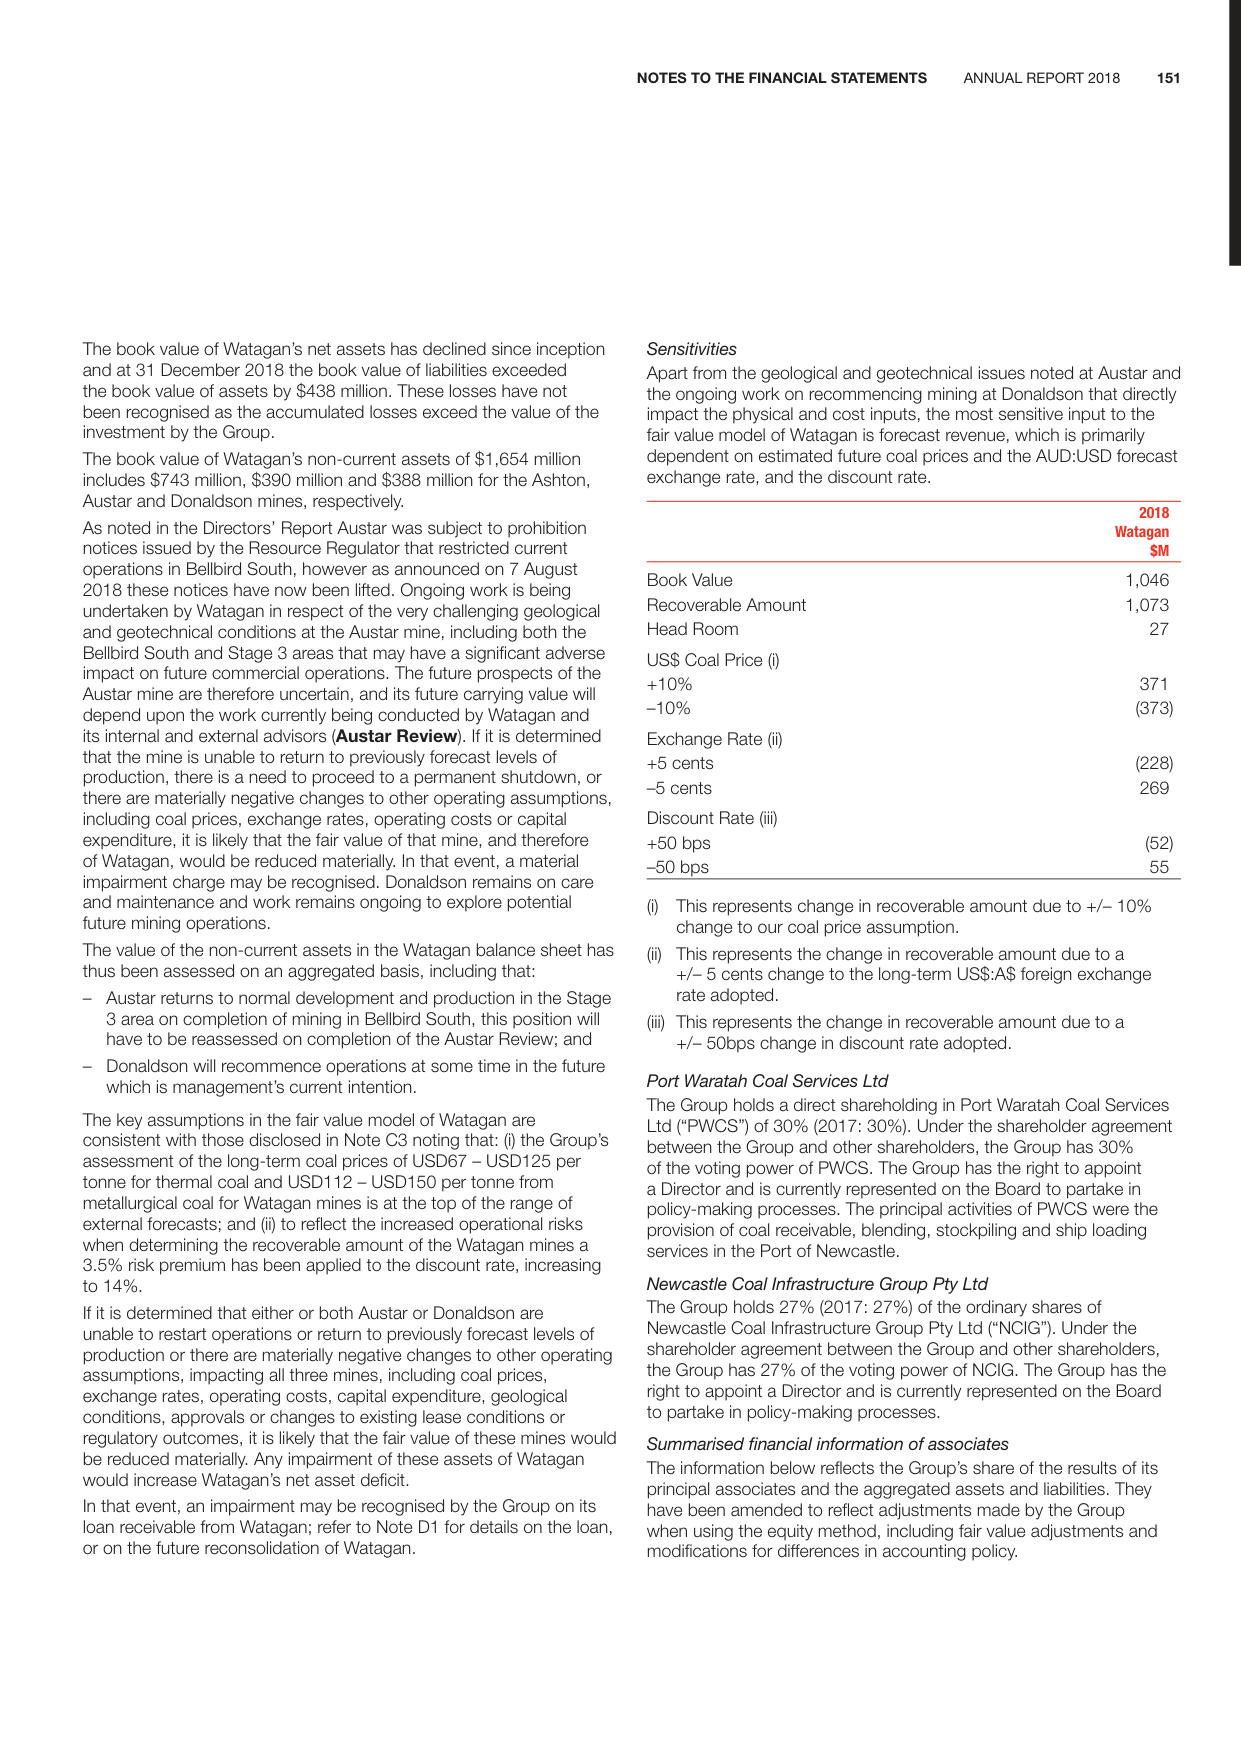 NOTES TO THE FINANCIAL STATEMENTS ANNUAL REPORT 2018 151
The book value of Watagan’s net assets has declined since inception
and at 31 December 2018 the book value of liabilities exceeded
the book value of assets by $438 million. These losses have not
been recognised as the accumulated losses exceed the value of the
investment by the Group.
The book value of Watagan’s non-current assets of $1,654 million
includes $743 million, $390 million and $388 million for the Ashton,
Austar and Donaldson mines, respectively.
As noted in the Directors’ Report Austar was subject to prohibition
notices issued by the Resource Regulator that restricted current
operations in Bellbird South, however as announced on 7 August
2018 these notices have now been lifted. Ongoing work is being
undertaken by Watagan in respect of the very challenging geological
and geotechnical conditions at the Austar mine, including both the
Bellbird South and Stage 3 areas that may have a significant adverse
impact on future commercial operations. The future prospects of the
Austar mine are therefore uncertain, and its future carrying value will
depend upon the work currently being conducted by Watagan and
its internal and external advisors (Austar Review). If it is determined
that the mine is unable to return to previously forecast levels of
production, there is a need to proceed to a permanent shutdown, or
there are materially negative changes to other operating assumptions,
including coal prices, exchange rates, operating costs or capital
expenditure, it is likely that the fair value of that mine, and therefore
of Watagan, would be reduced materially. In that event, a material
impairment charge may be recognised. Donaldson remains on care
and maintenance and work remains ongoing to explore potential
future mining operations.
The value of the non-current assets in the Watagan balance sheet has
thus been assessed on an aggregated basis, including that:
– Austar returns to normal development and production in the Stage
3 area on completion of mining in Bellbird South, this position will
have to be reassessed on completion of the Austar Review; and
– Donaldson will recommence operations at some time in the future
which is management’s current intention.
The key assumptions in the fair value model of Watagan are
consistent with those disclosed in Note C3 noting that: (i) the Group’s
assessment of the long-term coal prices of USD67 – USD125 per
tonne for thermal coal and USD112 – USD150 per tonne from
metallurgical coal for Watagan mines is at the top of the range of
external forecasts; and (ii) to reflect the increased operational risks
when determining the recoverable amount of the Watagan mines a
3.5% risk premium has been applied to the discount rate, increasing
to 14%.
If it is determined that either or both Austar or Donaldson are
unable to restart operations or return to previously forecast levels of
production or there are materially negative changes to other operating
assumptions, impacting all three mines, including coal prices,
exchange rates, operating costs, capital expenditure, geological
conditions, approvals or changes to existing lease conditions or
regulatory outcomes, it is likely that the fair value of these mines would
be reduced materially. Any impairment of these assets of Watagan
would increase Watagan’s net asset deficit.
In that event, an impairment may be recognised by the Group on its
loan receivable from Watagan; refer to Note D1 for details on the loan,
or on the future reconsolidation of Watagan.
Sensitivities
Apart from the geological and geotechnical issues noted at Austar and
the ongoing work on recommencing mining at Donaldson that directly
impact the physical and cost inputs, the most sensitive input to the
fair value model of Watagan is forecast revenue, which is primarily
dependent on estimated future coal prices and the AUD:USD forecast
exchange rate, and the discount rate.
2018
Watagan
$M
Book Value 1,046
Recoverable Amount 1,073
Head Room 27
US$ Coal Price (i)
+10% 371
–10% (373)
Exchange Rate (ii)
+5 cents (228)
–5 cents 269
Discount Rate (iii)
+50 bps (52)
–50 bps 55
(i) This represents change in recoverable amount due to +/– 10%
change to our coal price assumption.
(ii) This represents the change in recoverable amount due to a
+/– 5 cents change to the long-term US$:A$ foreign exchange
rate adopted.
(iii) This represents the change in recoverable amount due to a
+/– 50bps change in discount rate adopted.
Port Waratah Coal Services Ltd
The Group holds a direct shareholding in Port Waratah Coal Services
Ltd (“PWCS”) of 30% (2017: 30%). Under the shareholder agreement
between the Group and other shareholders, the Group has 30%
of the voting power of PWCS. The Group has the right to appoint
a Director and is currently represented on the Board to partake in
policy-making processes. The principal activities of PWCS were the
provision of coal receivable, blending, stockpiling and ship loading
services in the Port of Newcastle.
Newcastle Coal Infrastructure Group Pty Ltd
The Group holds 27% (2017: 27%) of the ordinary shares of
Newcastle Coal Infrastructure Group Pty Ltd (“NCIG”). Under the
shareholder agreement between the Group and other shareholders,
the Group has 27% of the voting power of NCIG. The Group has the
right to appoint a Director and is currently represented on the Board
to partake in policy-making processes.
Summarised financial information of associates
The information below reflects the Group’s share of the results of its
principal associates and the aggregated assets and liabilities. They
have been amended to reflect adjustments made by the Group
when using the equity method, including fair value adjustments and
modifications for differences in accounting policy.